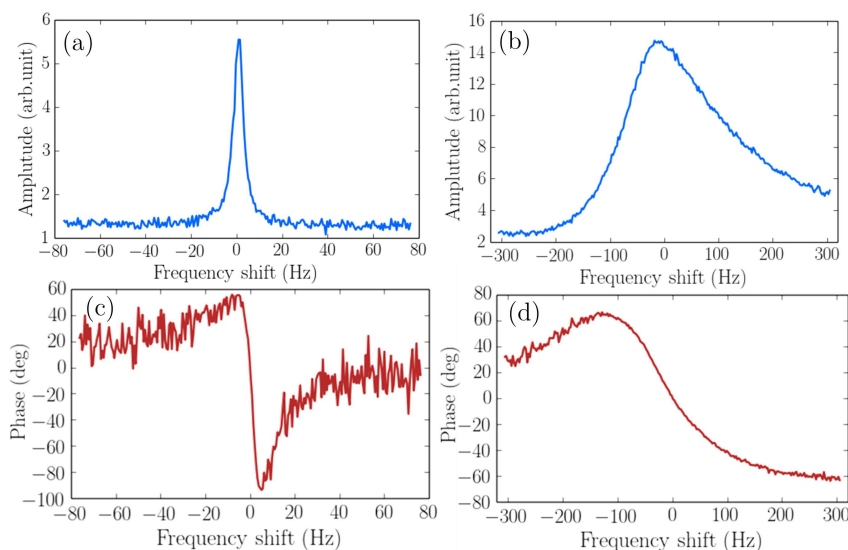 (a)
Amplutude (arb.unit)
6
5
4
3
2
1
−80 −60 −40 −20 0 20 40 60 80
Frequency shift (Hz)
(b)
Amplutude (arb.unit)
16
14
12
10
8
6
4
2
−300 −200 −100 0 100 200 300
Frequency shift (Hz)
(c)
Phase (deg)
60
40
20
0
−20
−40
−60
−80
−100
−80 −60 −40 −20 0 20 40 60 80
Frequency shift (Hz)
(d)
Phase (deg)
80
60
40
20
0
−20
−40
−60
−80
−300 −200 −100 0 100 200 300
Frequency shift (Hz)